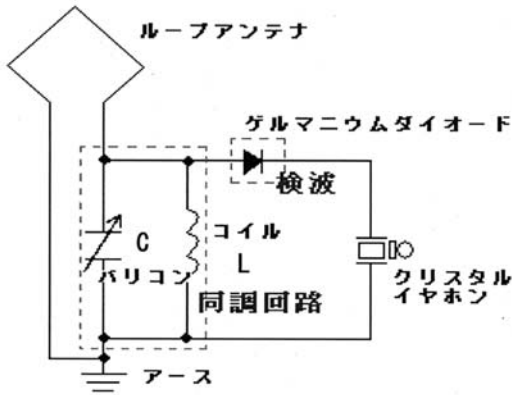 ループアンテナ
ゲルマニウムダイオード
検波
C
コイル
バリコン
L
同調回路
クリスタル
イヤホン
アース